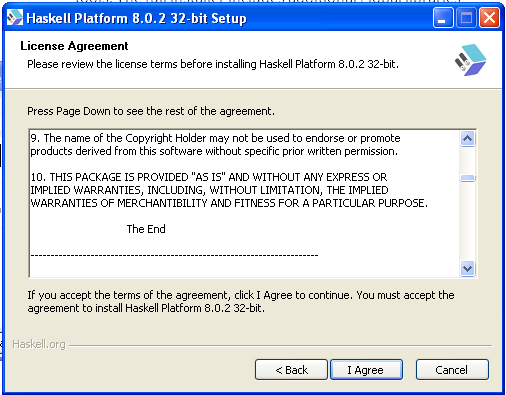 Haskell Platform 8.0.2 32-bit Setup
License Agreement
Please review the license terms before installing Haskell Platform 8.0.2 32-bit.
Press Page Down to see the rest of the agreement.
9. The name of the Copyright Holder may not be used to endorse or promote
products derived from this software without specific prior written permission.
10. THIS PACKAGE IS PROVIDED "AS IS" AND WITHOUT ANY EXPRESS OR
IMPLIED WARRANTIES, INCLUDING, WITHOUT LIMITATION, THE IMPLIED
WARRANTIES OF MERCHANTIBILITY AND FITNESS FOR A PARTICULAR PURPOSE.
The End
------------------------------------------------------------------------
If you accept the terms of the agreement, click I Agree to continue. You must accept the
agreement to install Haskell Platform 8.0.2 32-bit.
Haskell.org
< Back I Agree Cancel